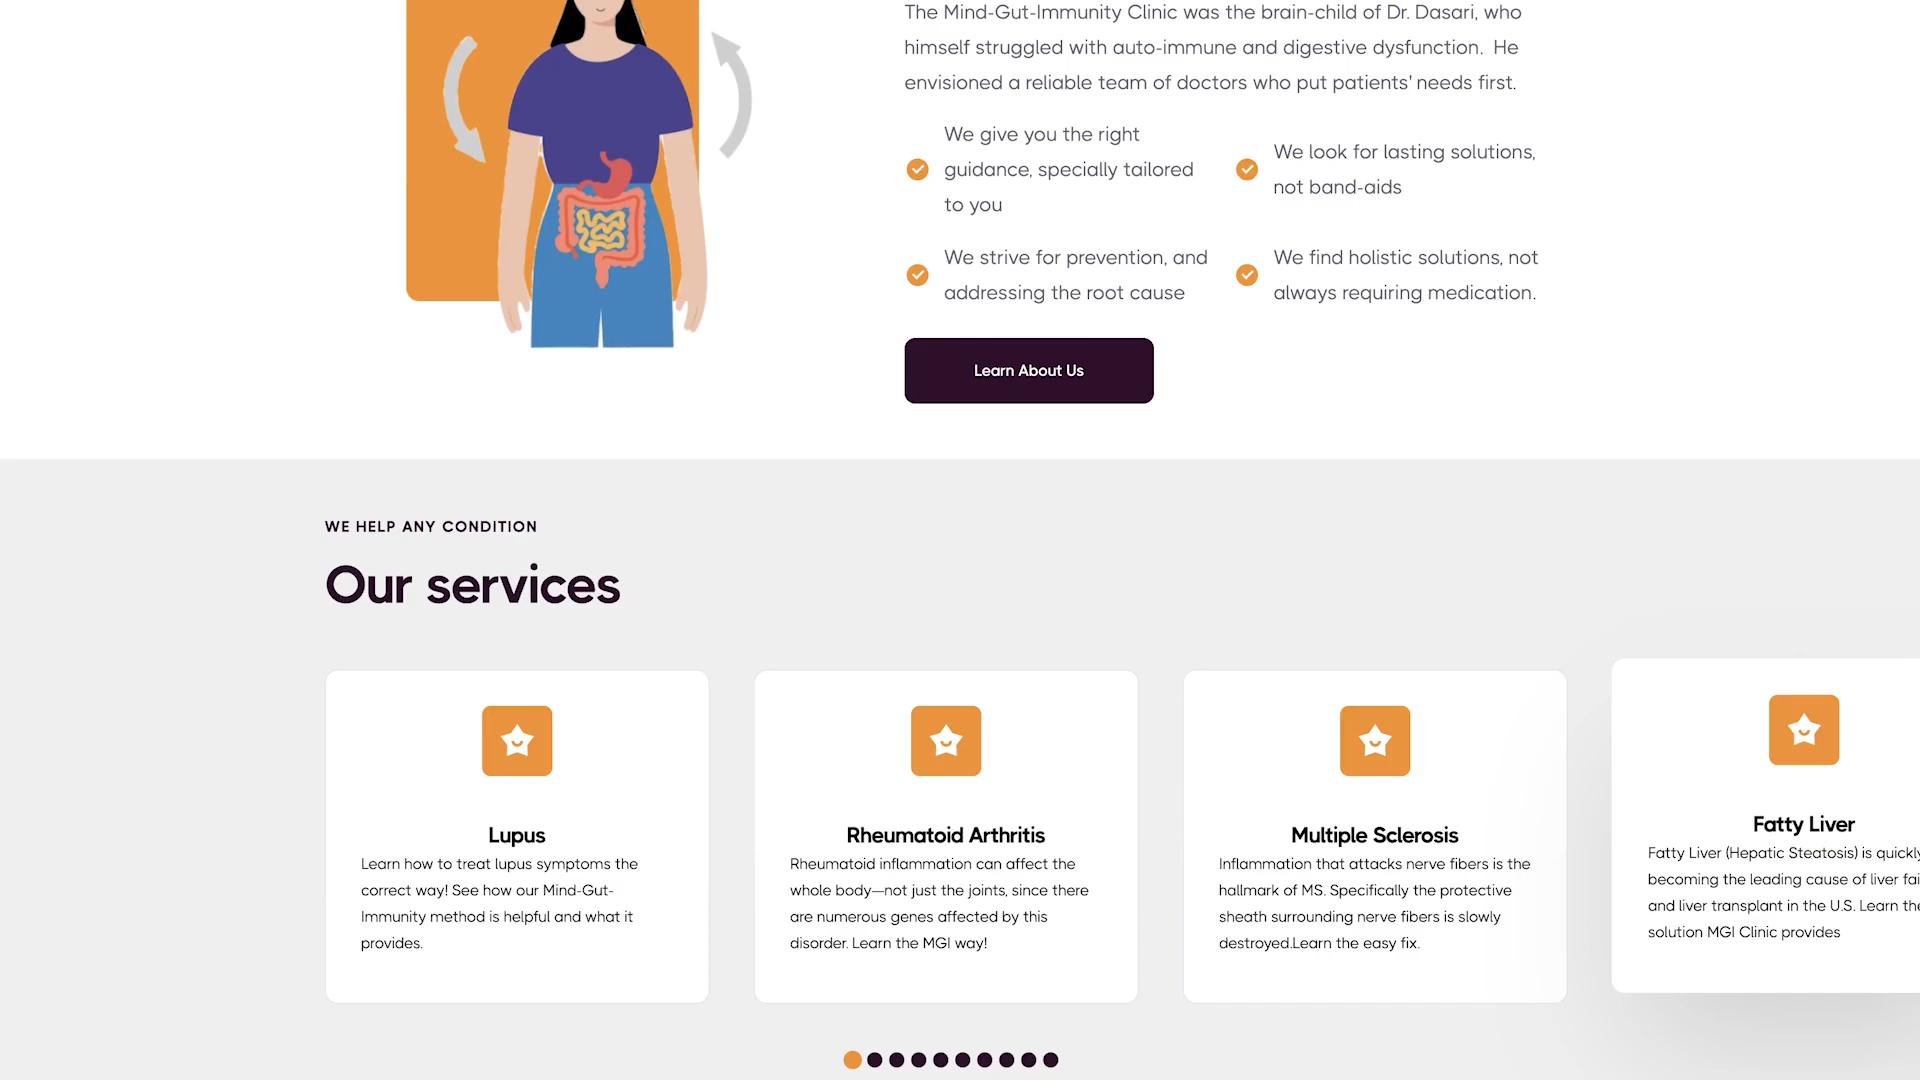 The Mind-Gut-Immunity Clinic was the brain-child of Dr. Dasari, who
himself struggled with auto-immune and digestive dysfunction. He
envisioned a reliable team of doctors who put patients' needs first.
We give you the right
guidance, specially tailored
to you
We look for lasting solutions,
not band-aids
We strive for prevention, and
addressing the root cause
We find holistic solutions, not
always requiring medication.
Learn About Us
WE HELP ANY CONDITION
Our services
Lupus
Learn how to treat lupus symptoms the
correct way! See how our Mind-Gut-
Immunity method is helpful and what it
provides.
Rheumatoid Arthritis
Rheumatoid inflammation can affect the
whole body—not just the joints, since there
are numerous genes affected by this
disorder. Learn the MGI way!
Multiple Sclerosis
Inflammation that attacks nerve fibers is the
hallmark of MS. Specifically the protective
sheath surrounding nerve fibers is slowly
destroyed.Learn the easy fix.
Fatty Liver
Fatty Liver (Hepatic Steatosis) is quickly
becoming the leading cause of liver fai
and liver transplant in the U.S. Learn the
solution MGI Clinic provides